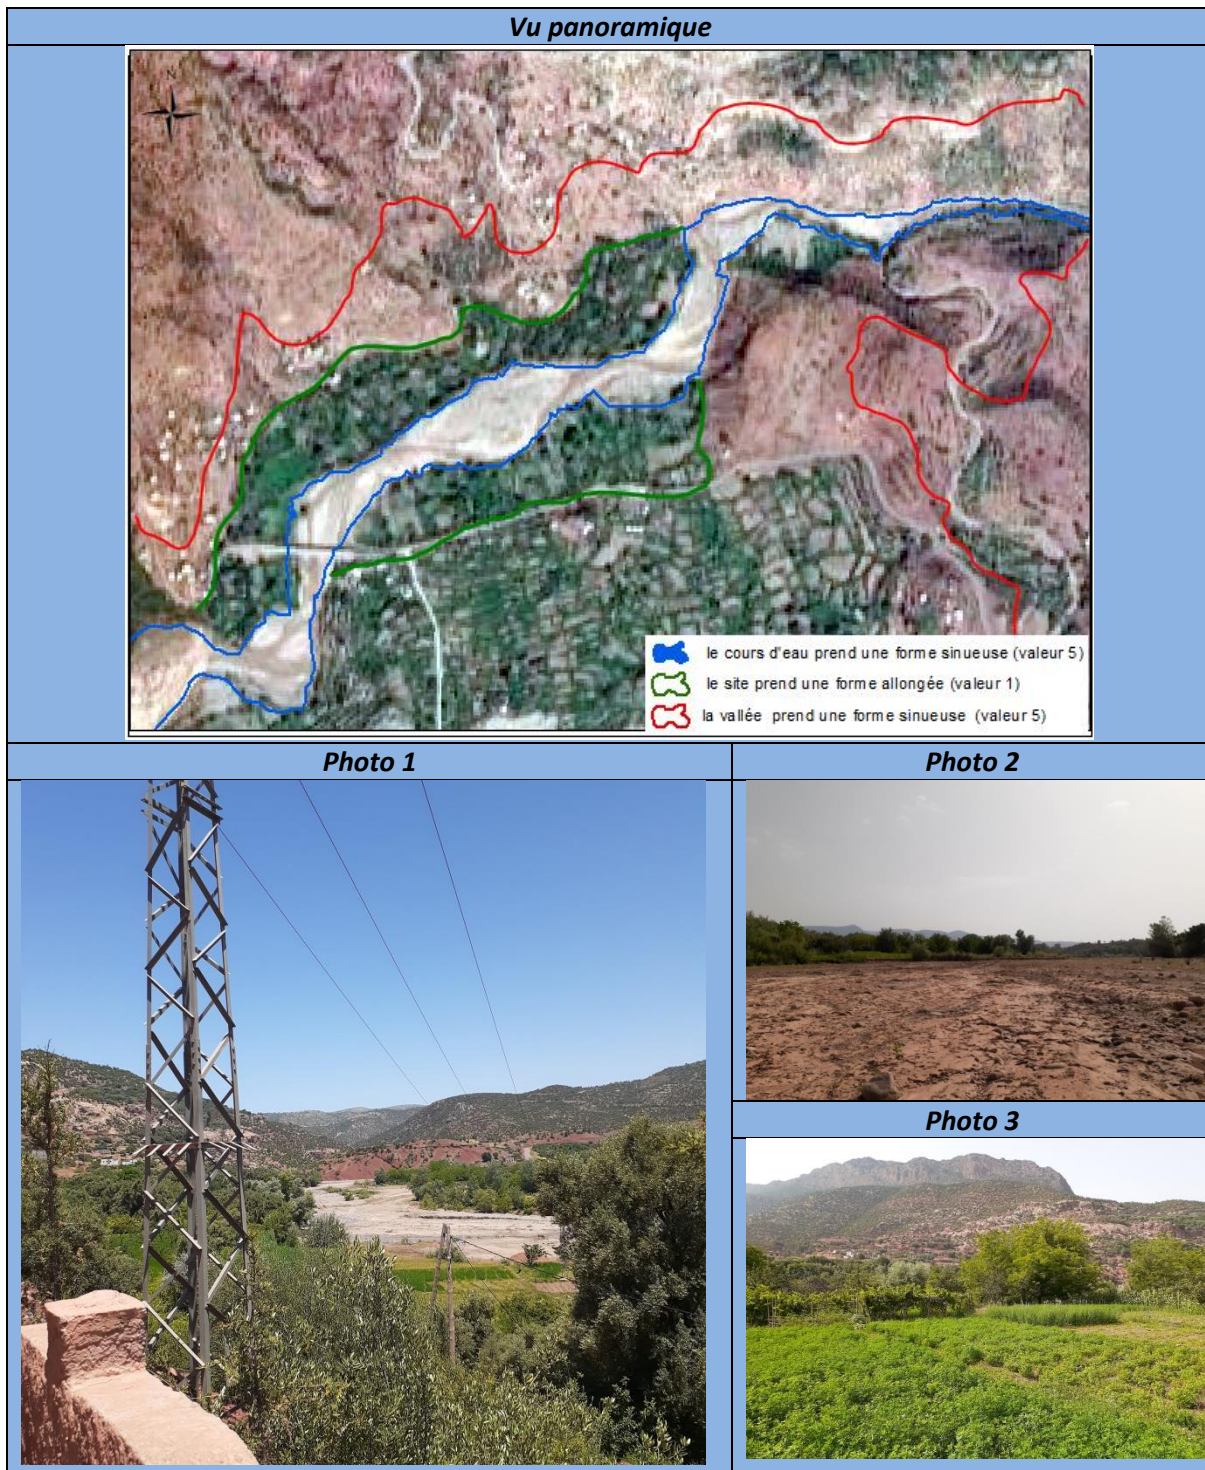 Vu panoramique
N
le cours d'eau prend une forme sinueuse (valeur 5)
le site prend une forme allongée (valeur 1)
la vallée prend une forme sinueuse (valeur 5)
Photo 1
Photo 2
Photo 3